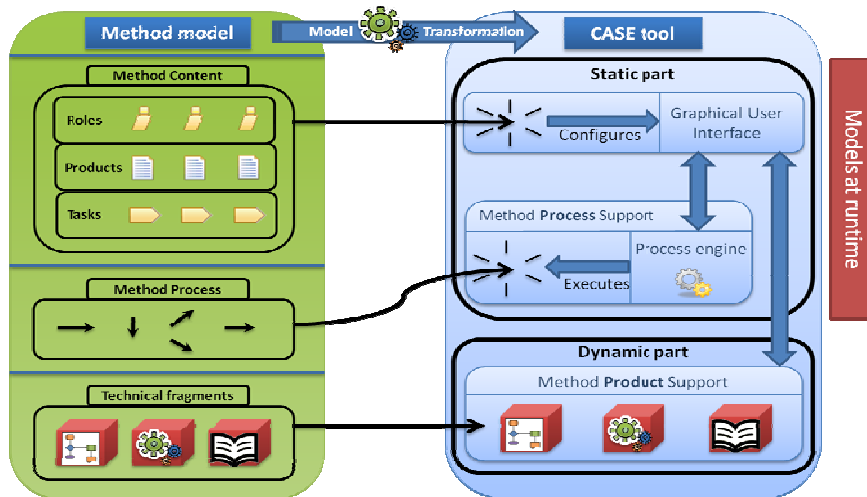 Method model
Model Transformation
CASE tool
Method Content
Roles
Products
Tasks
Method Process
Technical fragments
Static part
Configures
Graphical User
Interface
Method Process Support
Process engine
Executes
Dynamic part
Method Product Support
Models at runtime